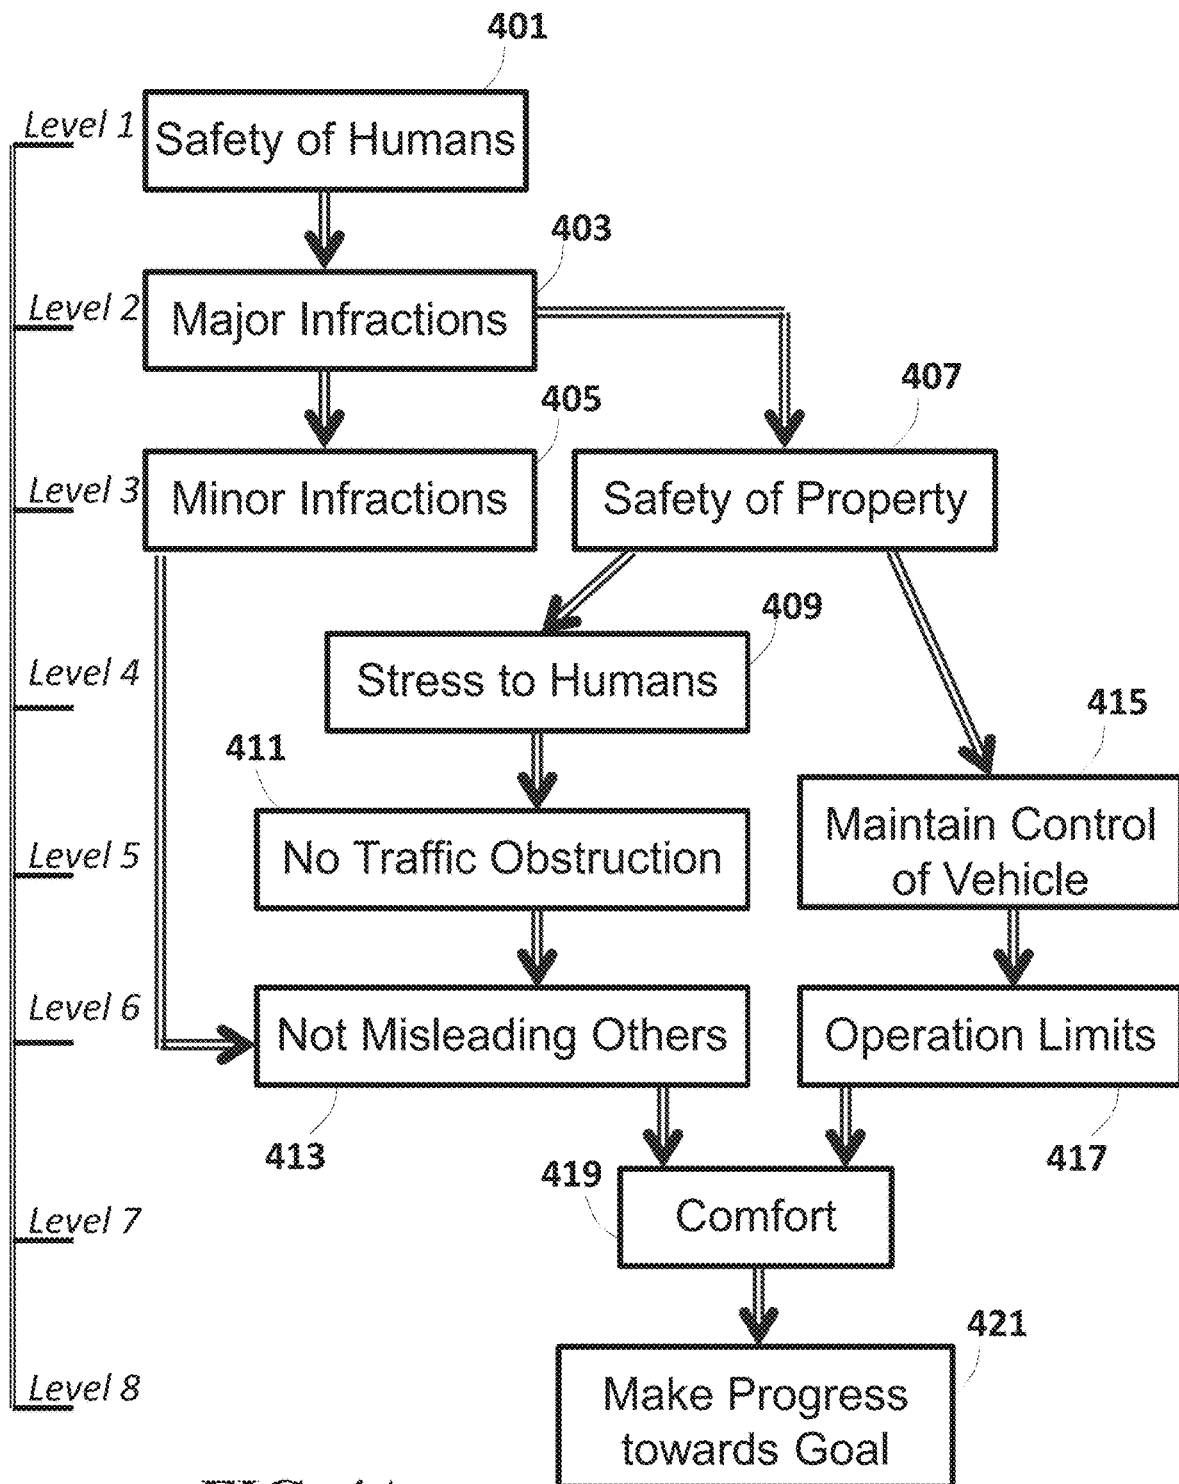 401
Level 1
Safety of Humans
403
Level 2
Major Infractions
407
405
Level 3
Minor Infractions
Safety of Property
409
Level 4
Stress to Humans
415
411
Maintain Control
of Vehicle
Level 5
No Traffic Obstruction
Level 6
Not Misleading Others
Operation Limits
413
417
419
Level 7
Comfort
421
Level 8
Make Progress
towards Goal